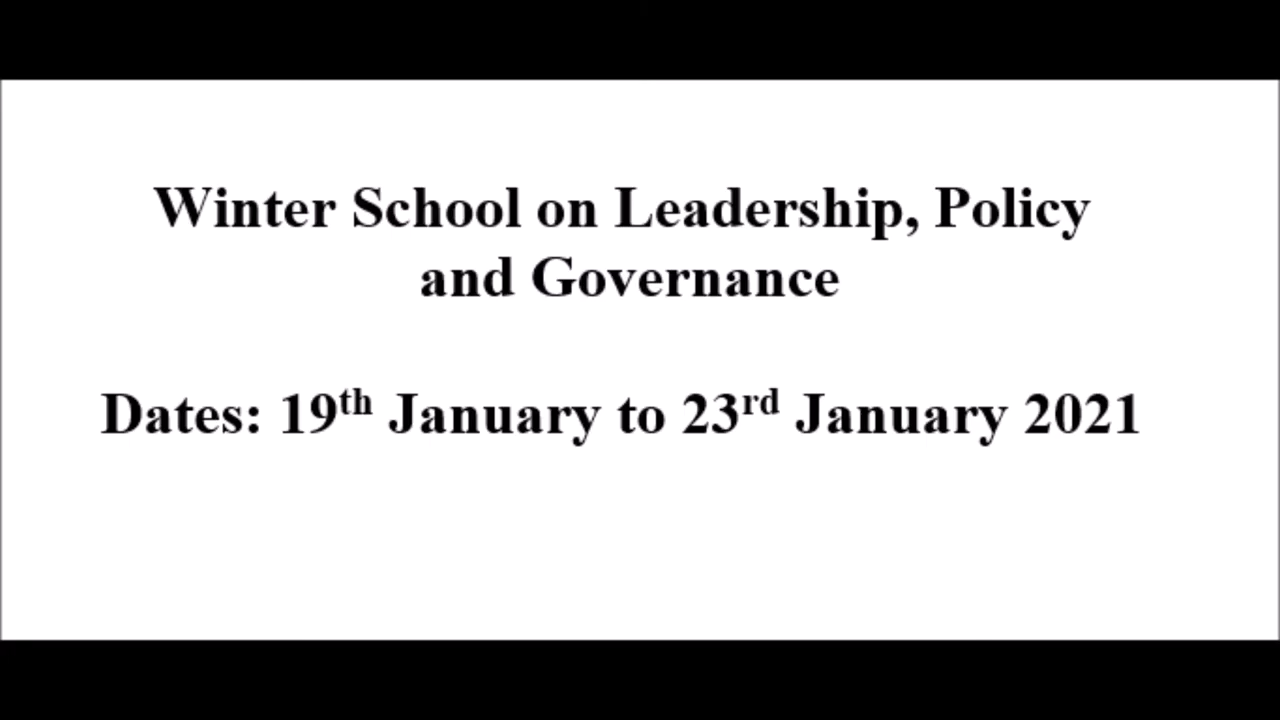 Winter School on Leadership, Policy
and Governance
Dates: 19th January to 23rd January 2021